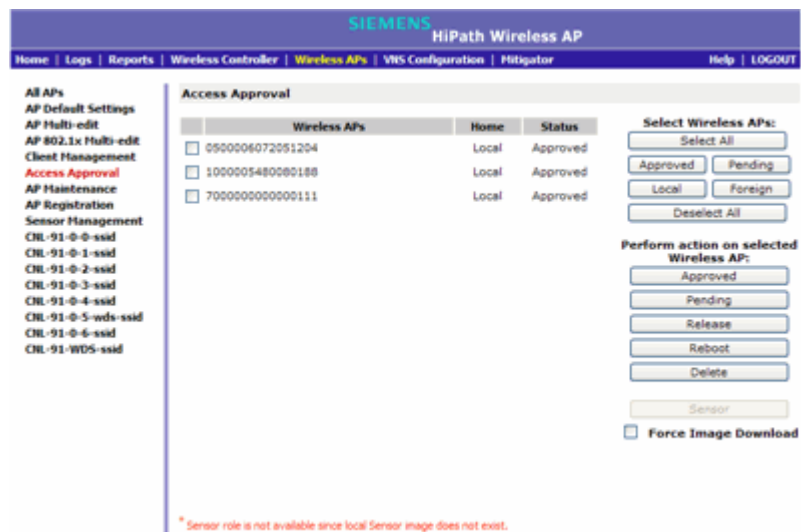 SIEMENS
HiPath Wireless AP
Home | Logs | Reports | Wireless Controller | Wireless APs | VNS Configuration | Mitigator Help | LOGOUT
All APs
AP Default Settings
AP Multi-edit
AP 802.1x Multi-edit
Client Management
Access Approval
AP Maintenance
AP Registration
Sensor Management
CNL-91-0-0-ssid
CNL-91-0-1-ssid
CNL-91-0-2-ssid
CNL-91-0-3-ssid
CNL-91-0-4-ssid
CNL-91-0-5-wds-ssid
CNL-91-0-6-ssid
CNL-91-WDS-ssid
Access Approval
Wireless APs Home Status
0500006072051204 Local Approved
1000005480080188 Local Approved
7000000000000111 Local Approved
Select Wireless APs:
Select All
Approved Pending
Local Foreign
Deselect All
Perform action on selected
Wireless AP:
Approved
Pending
Release
Reboot
Delete
Sensor
Force Image Download
* Sensor role is not available since local Sensor image does not exist.